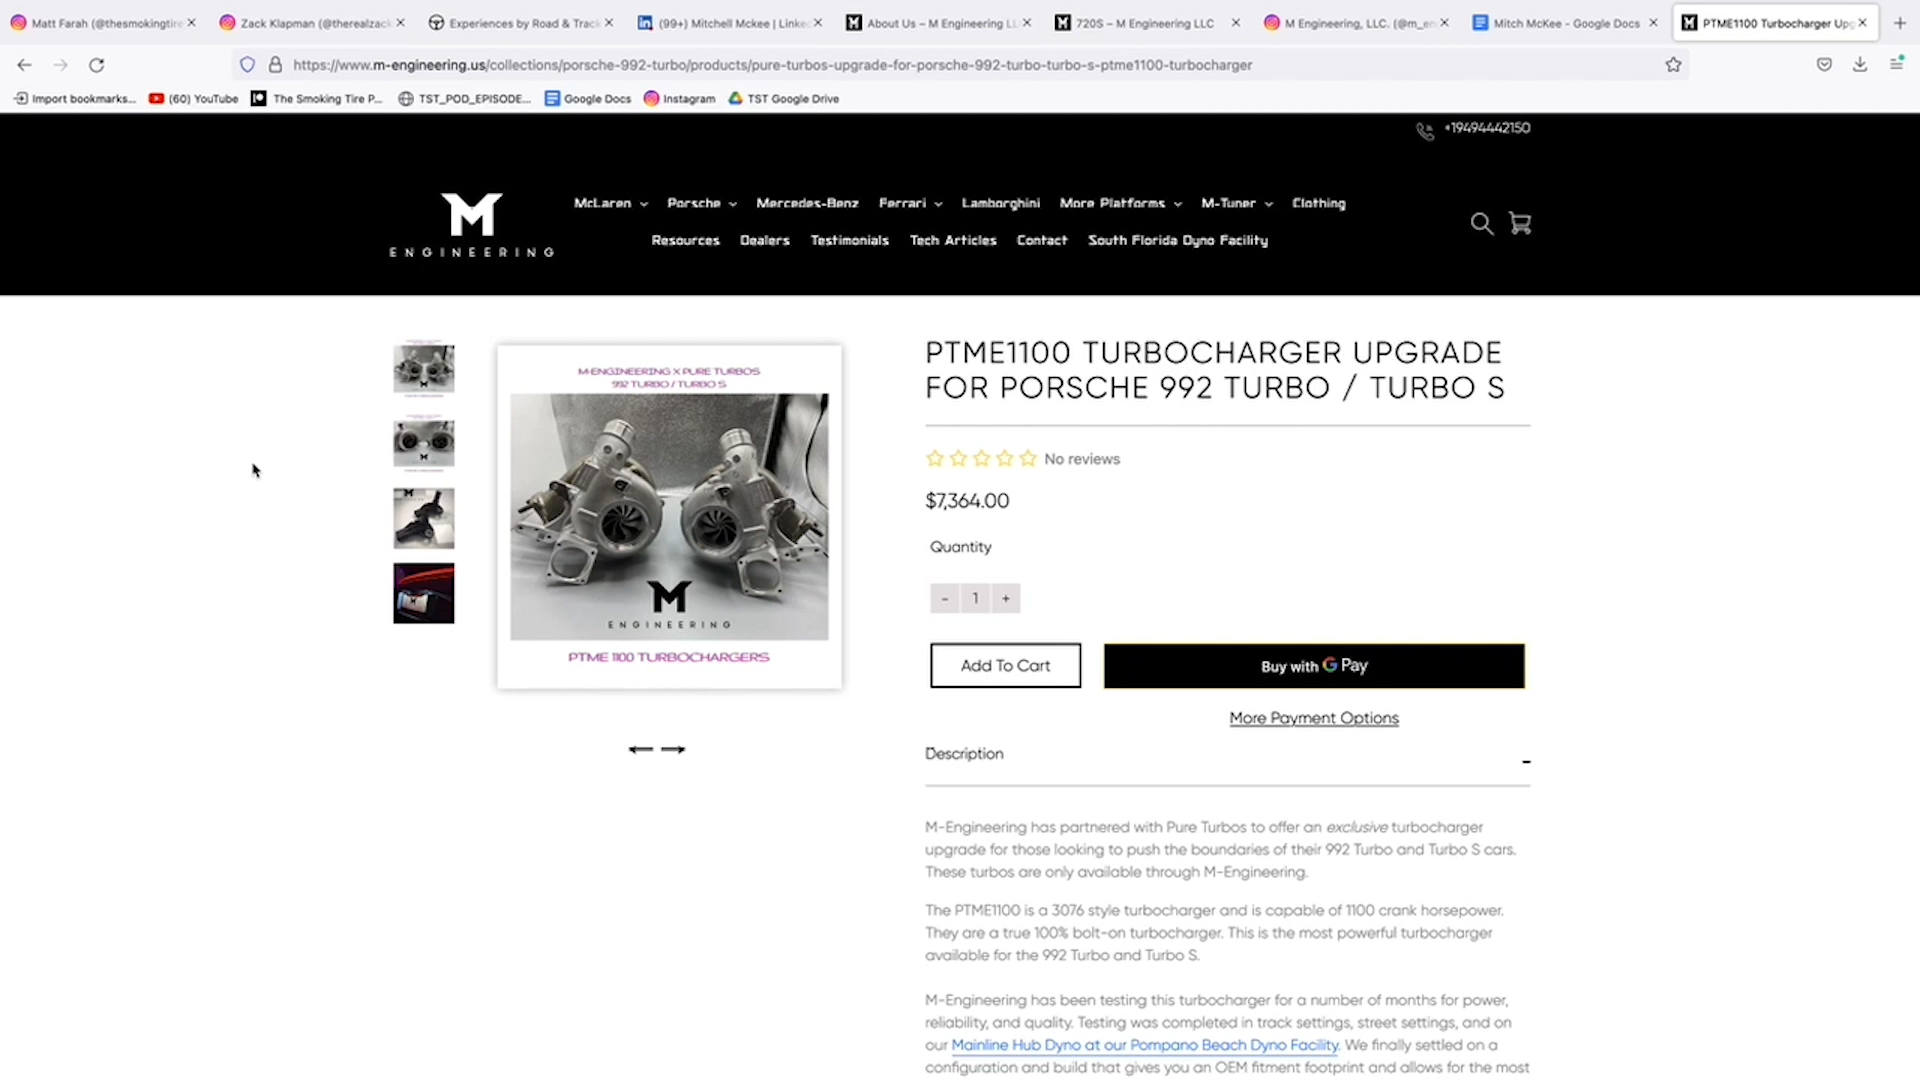 Matt Farah (@thesmokingtire
Zack Klapman (@therealzack
Experiences by Road & Track
(99+) Mitchell Mckee | Linke
About Us – M Engineering LL
720S – M Engineering LLC
M Engineering, LLC. (@m_en
Mitch McKee - Google Docs
PTME1100 Turbocharger Upg
https://www.m-engineering.us/collections/porsche-992-turbo/products/pure-turbos-upgrade-for-porsche-992-turbo-turbo-s-ptme1100-turbocharger
Import bookmarks...
(60) YouTube
The Smoking Tire P...
TST_POD_EPISODE...
Google Docs
Instagram
TST Google Drive
+19494442150
M
ENGINEERING
McLaren
Porsche
Mercedes-Benz
Ferrari
Lamborghini
More Platforms
M-Tuner
Clothing
Resources
Dealers
Testimonials
Tech Articles
Contact
South Florida Dyno Facility
M-ENGINEERING X PURE TURBOS
992 TURBO / TURBO S
M
ENGINEERING
PTME 1100 TURBOCHARGERS
PTME1100 TURBOCHARGER UPGRADE
FOR PORSCHE 992 TURBO / TURBO S
No reviews
$7,364.00
Quantity
- 1 +
Add To Cart
Buy with G Pay
More Payment Options
Description
M-Engineering has partnered with Pure Turbos to offer an exclusive turbocharger
upgrade for those looking to push the boundaries of their 992 Turbo and Turbo S cars.
These turbos are only available through M-Engineering.
The PTME1100 is a 3076 style turbocharger and is capable of 1100 crank horsepower.
They are a true 100% bolt-on turbocharger. This is the most powerful turbocharger
available for the 992 Turbo and Turbo S.
M-Engineering has been testing this turbocharger for a number of months for power,
reliability, and quality. Testing was completed in track settings, street settings, and on
our Mainline Hub Dyno at our Pompano Beach Dyno Facility. We finally settled on a
configuration and build that gives you an OEM fitment footprint and allows for the most